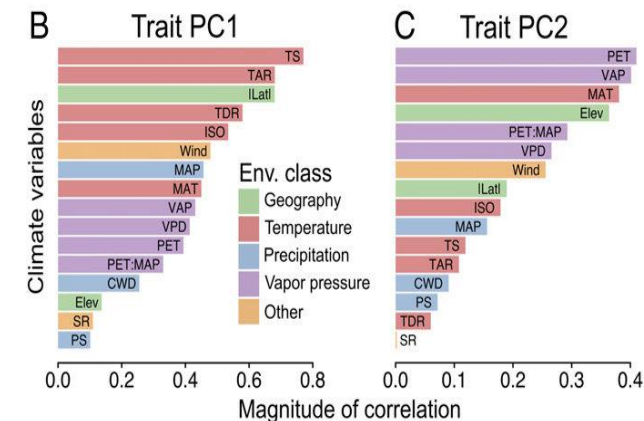 B
Trait PC1
C
Trait PC2
Climate variables
TS
TAR
ILatl
TDR
ISO
Wind
MAP
MAT
VAP
VPD
PET
PET:MAP
CWD
Elev
SR
PS
0.0 0.2 0.4 0.6 0.8
Env. class
Geography
Temperature
Precipitation
Vapor pressure
Other
PET
VAP
MAT
Elev
PET:MAP
VPD
Wind
ILatl
ISO
MAP
TS
TAR
CWD
PS
TDR
SR
0.0 0.1 0.2 0.3 0.4
Magnitude of correlation